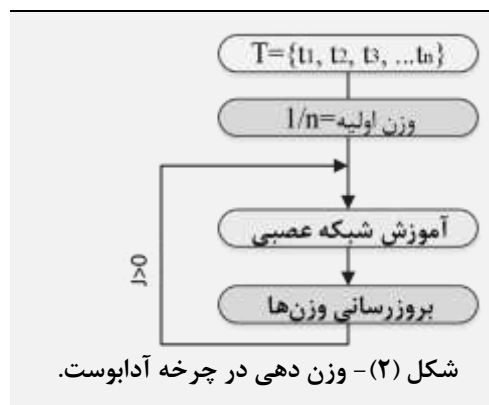 T={t1, t2, t3, ...tn}
وزن اولیه=1/n
آموزش شبکه عصبی
J>0
بروزرسانی وزن‌ها
شکل (۲)- وزن دهی در چرخه آدابوست.